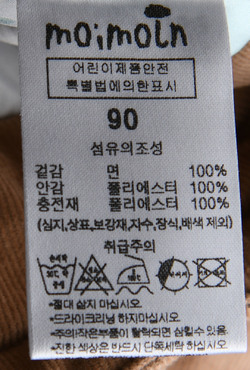 moimoln
어린이제품안전
특별법에의한표시
90
섬유의조성
겉감 면 100%
안감 폴리에스터 100%
충전재 폴리에스터 100%
(심지,상표,보강재,자수,장식,배색 제외)
취급주의
•절대 삶지 마십시오.
•드라이크리닝 하지마십시오.
•주의!작은부품이 탈락되면 삼킬수 있음.
•진한 색상은 반드시 단독세탁 하십시오.